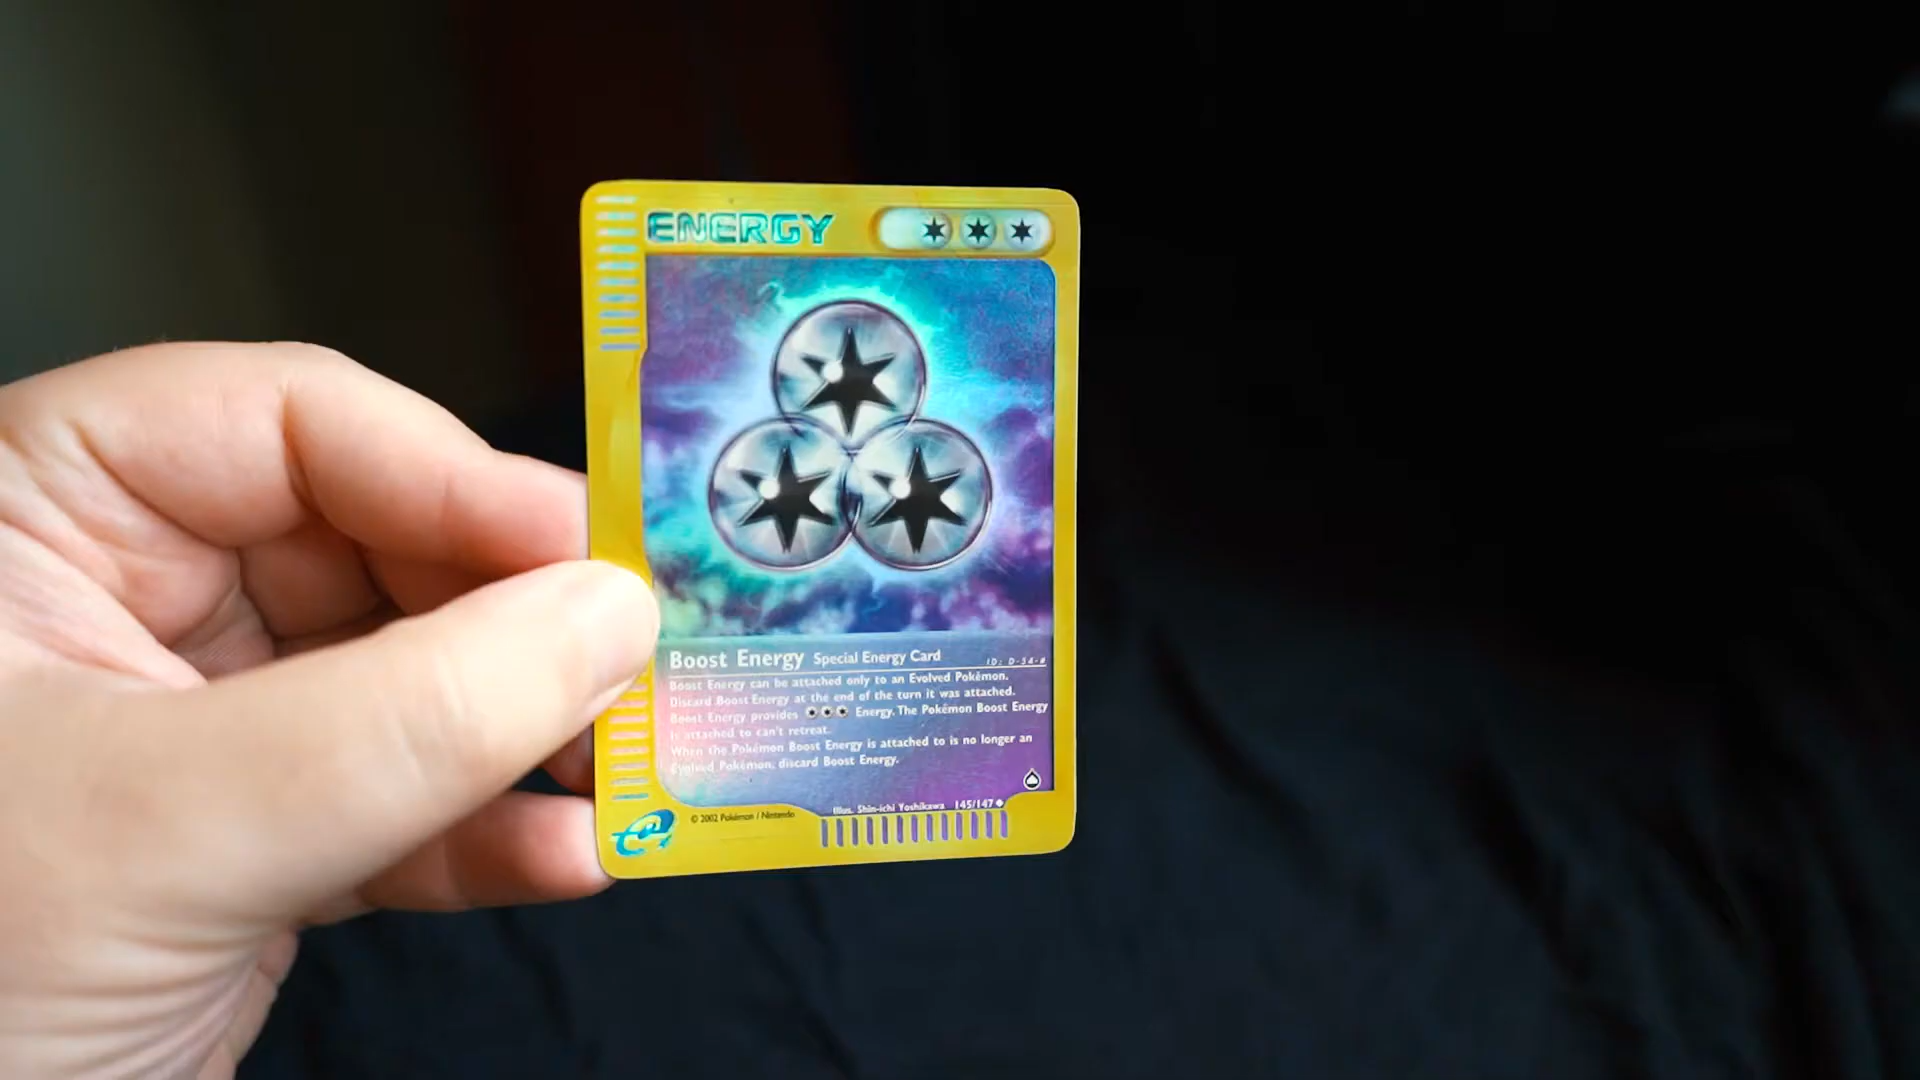 ENERGY
Boost Energy Special Energy Card
Boost Energy can be attached only to an Evolved Pokémon.
Discard Boost Energy at the end of the turn it was attached.
Boost Energy provides Energy. The Pokémon Boost Energy
is attached to can't retreat.
When the Pokémon Boost Energy is attached to is no longer an
Evolved Pokémon, discard Boost Energy.
Illus. Shin-ichi Yoshikawa 145/147
© 2002 Pokémon / Nintendo